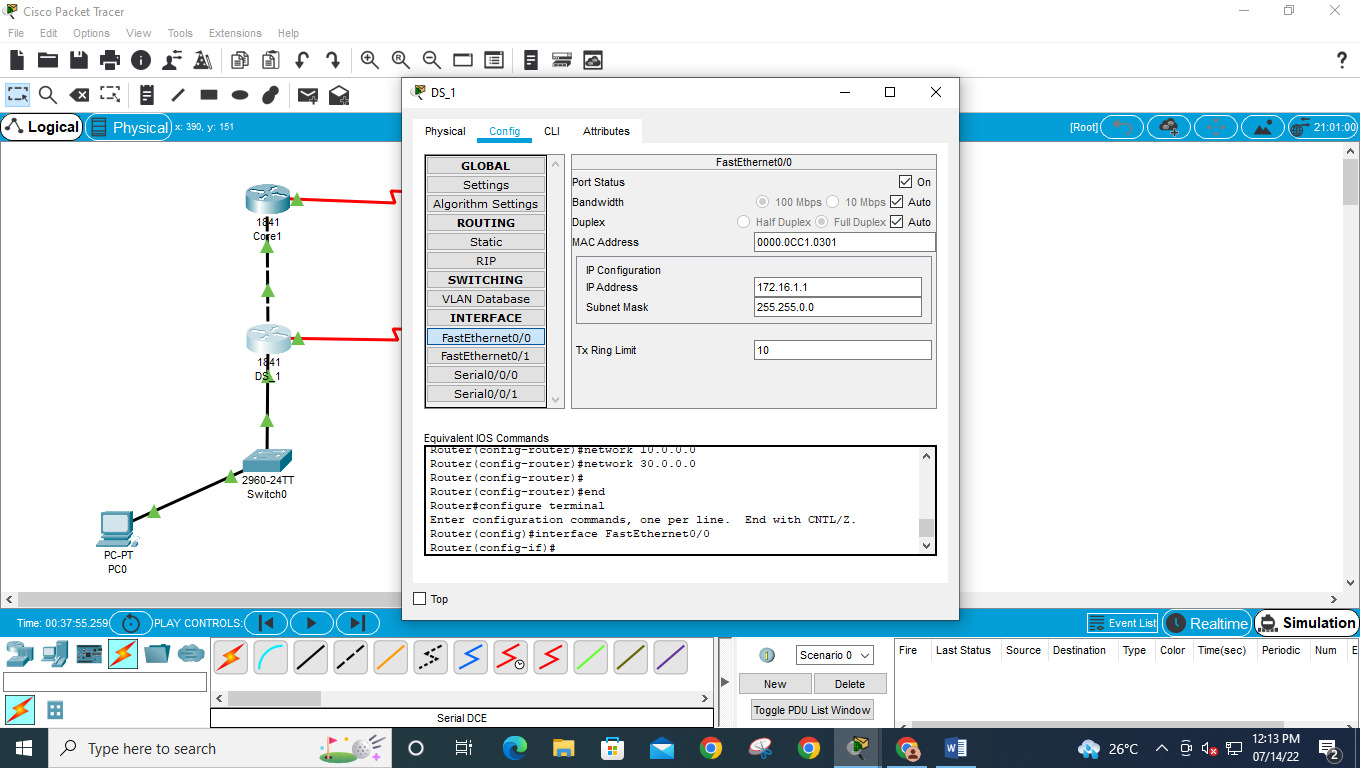 Cisco Packet Tracer
File Edit Options View Tools Extensions Help
Logical Physical x: 390, y: 151
[Root] 21:01:00
1841
Core1
1841
DS_1
2960-24TT
Switch0
PC-PT
PC0
DS_1
Physical Config CLI Attributes
GLOBAL
Settings
Algorithm Settings
ROUTING
Static
RIP
SWITCHING
VLAN Database
INTERFACE
FastEthernet0/0
FastEthernet0/1
Serial0/0/0
Serial0/0/1
FastEthernet0/0
Port Status On
Bandwidth 100 Mbps 10 Mbps Auto
Duplex Half Duplex Full Duplex Auto
MAC Address 0000.0CC1.0301
IP Configuration
IP Address 172.16.1.1
Subnet Mask 255.255.0.0
Tx Ring Limit 10
Equivalent IOS Commands
Router(config-router)#network 10.0.0.0
Router(config-router)#network 30.0.0.0
Router(config-router)#
Router(config-router)#end
Router#configure terminal
Enter configuration commands, one per line. End with CNTL/Z.
Router(config)#interface FastEthernet0/0
Router(config-if)#
Top
Time: 00:37:55.259 PLAY CONTROLS:
Event List Realtime Simulation
Serial DCE
Scenario 0
New Delete
Toggle PDU List Window
Fire Last Status Source Destination Type Color Time(sec) Periodic Num E
Type here to search
26°C
12:13 PM
07/14/22
2